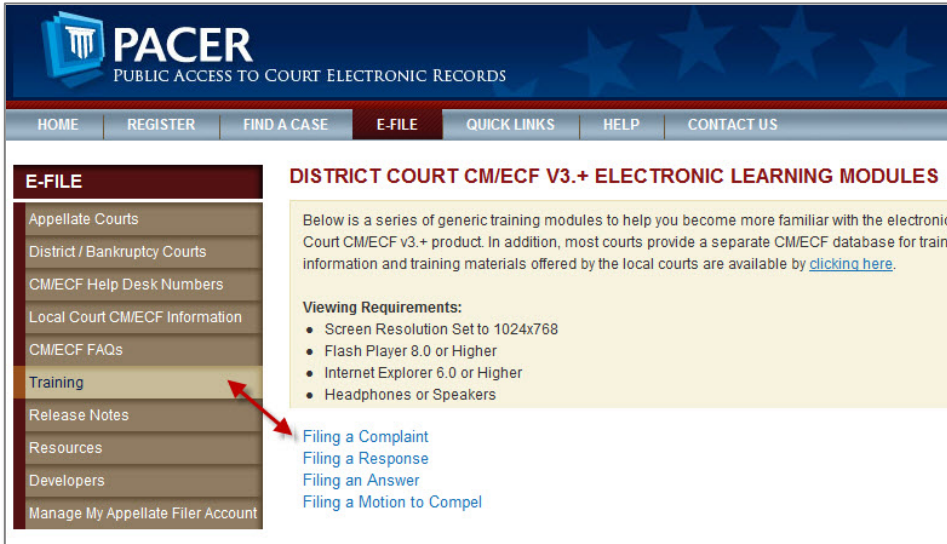 PACER
PUBLIC ACCESS TO COURT ELECTRONIC RECORDS
HOME REGISTER FIND A CASE E-FILE QUICK LINKS HELP CONTACT US
E-FILE
Appellate Courts
District / Bankruptcy Courts
CM/ECF Help Desk Numbers
Local Court CM/ECF Information
CM/ECF FAQs
Training
Release Notes
Resources
Developers
Manage My Appellate Filer Account
DISTRICT COURT CM/ECF V3.+ ELECTRONIC LEARNING MODULES
Below is a series of generic training modules to help you become more familiar with the electronic
Court CM/ECF v3.+ product. In addition, most courts provide a separate CM/ECF database for train
information and training materials offered by the local courts are available by clicking here.
Viewing Requirements:
● Screen Resolution Set to 1024x768
● Flash Player 8.0 or Higher
● Internet Explorer 6.0 or Higher
● Headphones or Speakers
Filing a Complaint
Filing a Response
Filing an Answer
Filing a Motion to Compel